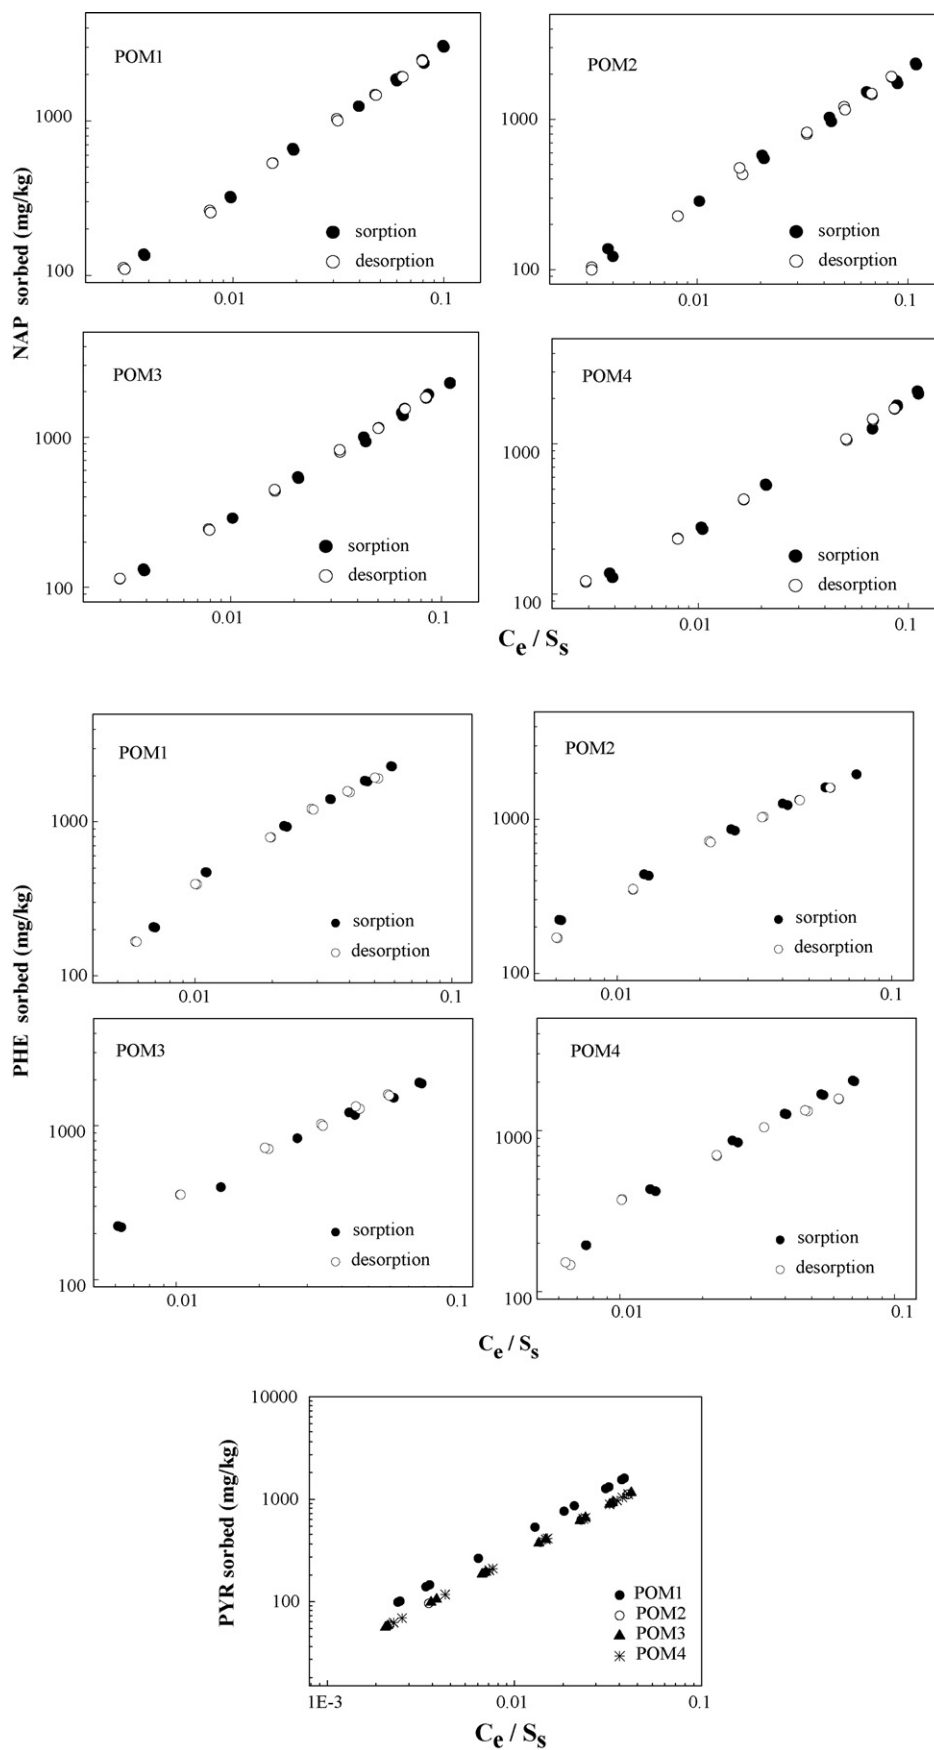 POM1
1000
100
0.01
0.1
sorption
desorption
POM2
1000
100
0.01
0.1
sorption
desorption
NAP sorbed (mg/kg)
POM3
1000
100
0.01
0.1
sorption
desorption
POM4
1000
100
0.01
0.1
sorption
desorption
Ce / Ss
POM1
1000
100
0.01
0.1
sorption
desorption
POM2
1000
100
0.01
0.1
sorption
desorption
PHE sorbed (mg/kg)
POM3
1000
100
0.01
0.1
sorption
desorption
POM4
1000
100
0.01
0.1
sorption
desorption
Ce / Ss
PYR sorbed (mg/kg)
10000
1000
100
POM1
POM2
POM3
POM4
1E-3
0.01
0.1
Ce / Ss